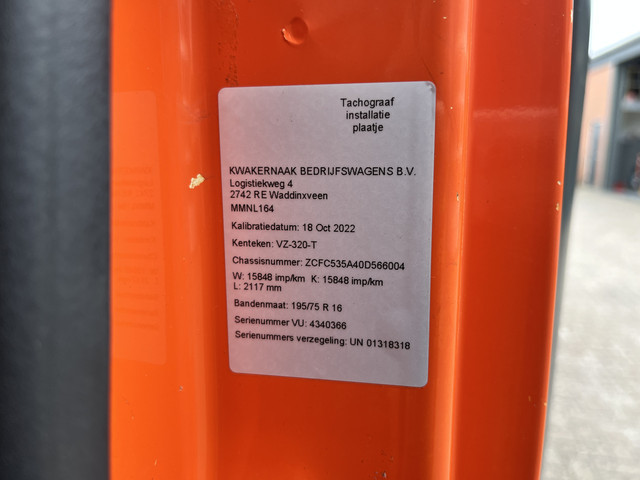 Tachograaf
installatie
plaatje
KWAKERNAAK BEDRIJFSWAGENS B.V.
Logistiekweg 4
2742 RE Waddinxveen
MMNL164
Kalibratiedatum: 18 Oct 2022
Kenteken: VZ-320-T
Chassisnummer: ZCFC535A40D566004
W: 15848 imp/km K: 15848 imp/km
L: 2117 mm
Bandenmaat: 195/75 R 16
Serienummer VU: 4340366
Serienummers verzegeling: UN 01318318